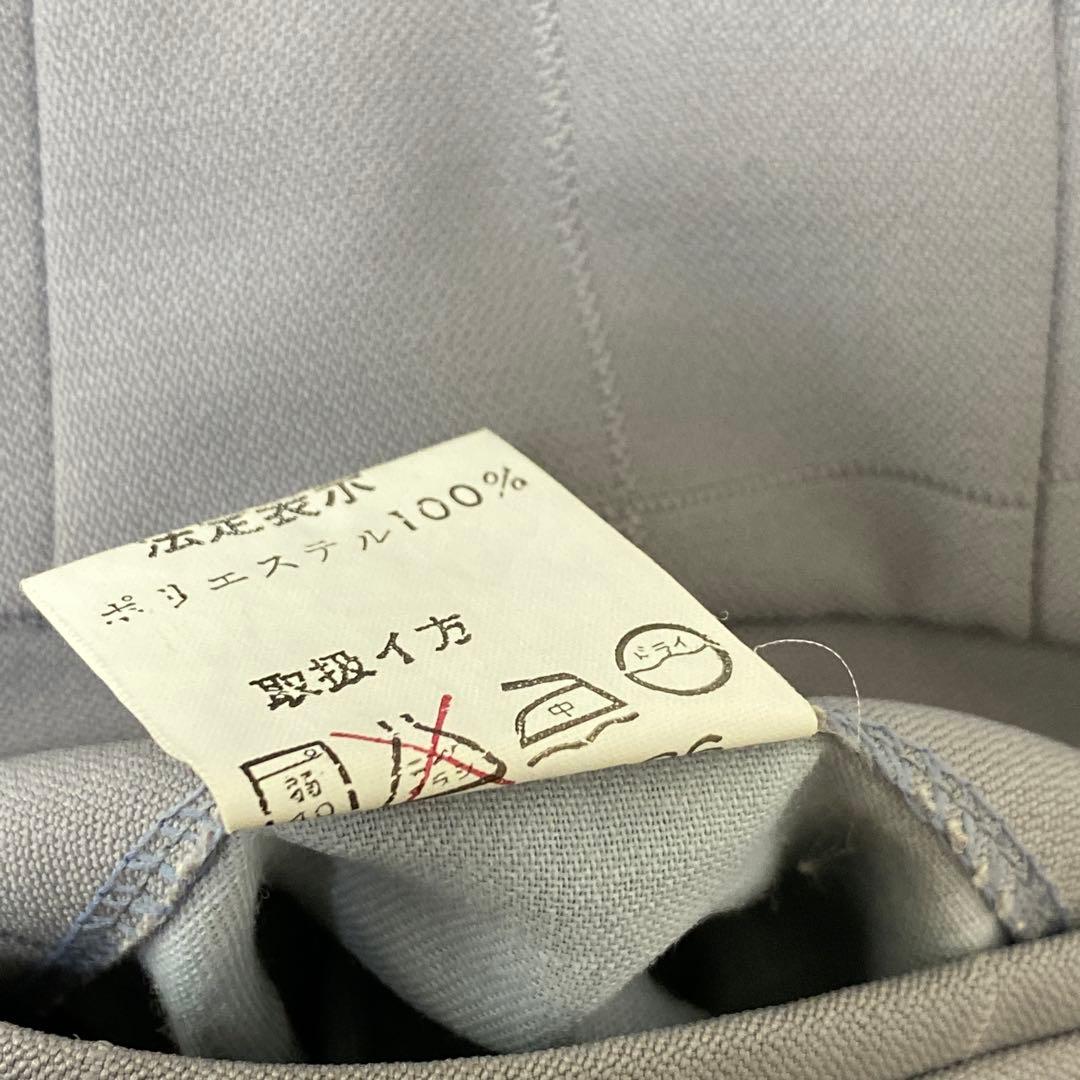 法定表示
ポリエステル100%
取扱イ方
中
ドライ